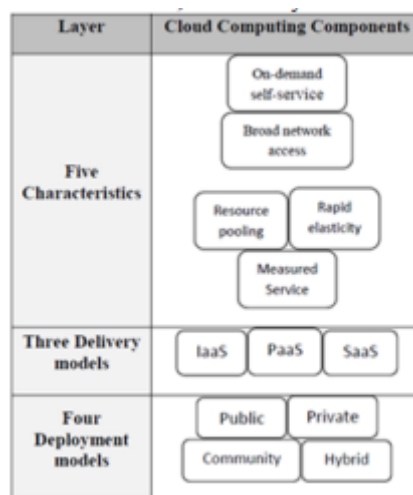 Layer
Cloud Computing Components
Five
Characteristics
On-demand
self-service
Broad network
access
Resource
pooling
Rapid
elasticity
Measured
Service
Three Delivery
models
IaaS
PaaS
SaaS
Four
Deployment
models
Public
Private
Community
Hybrid